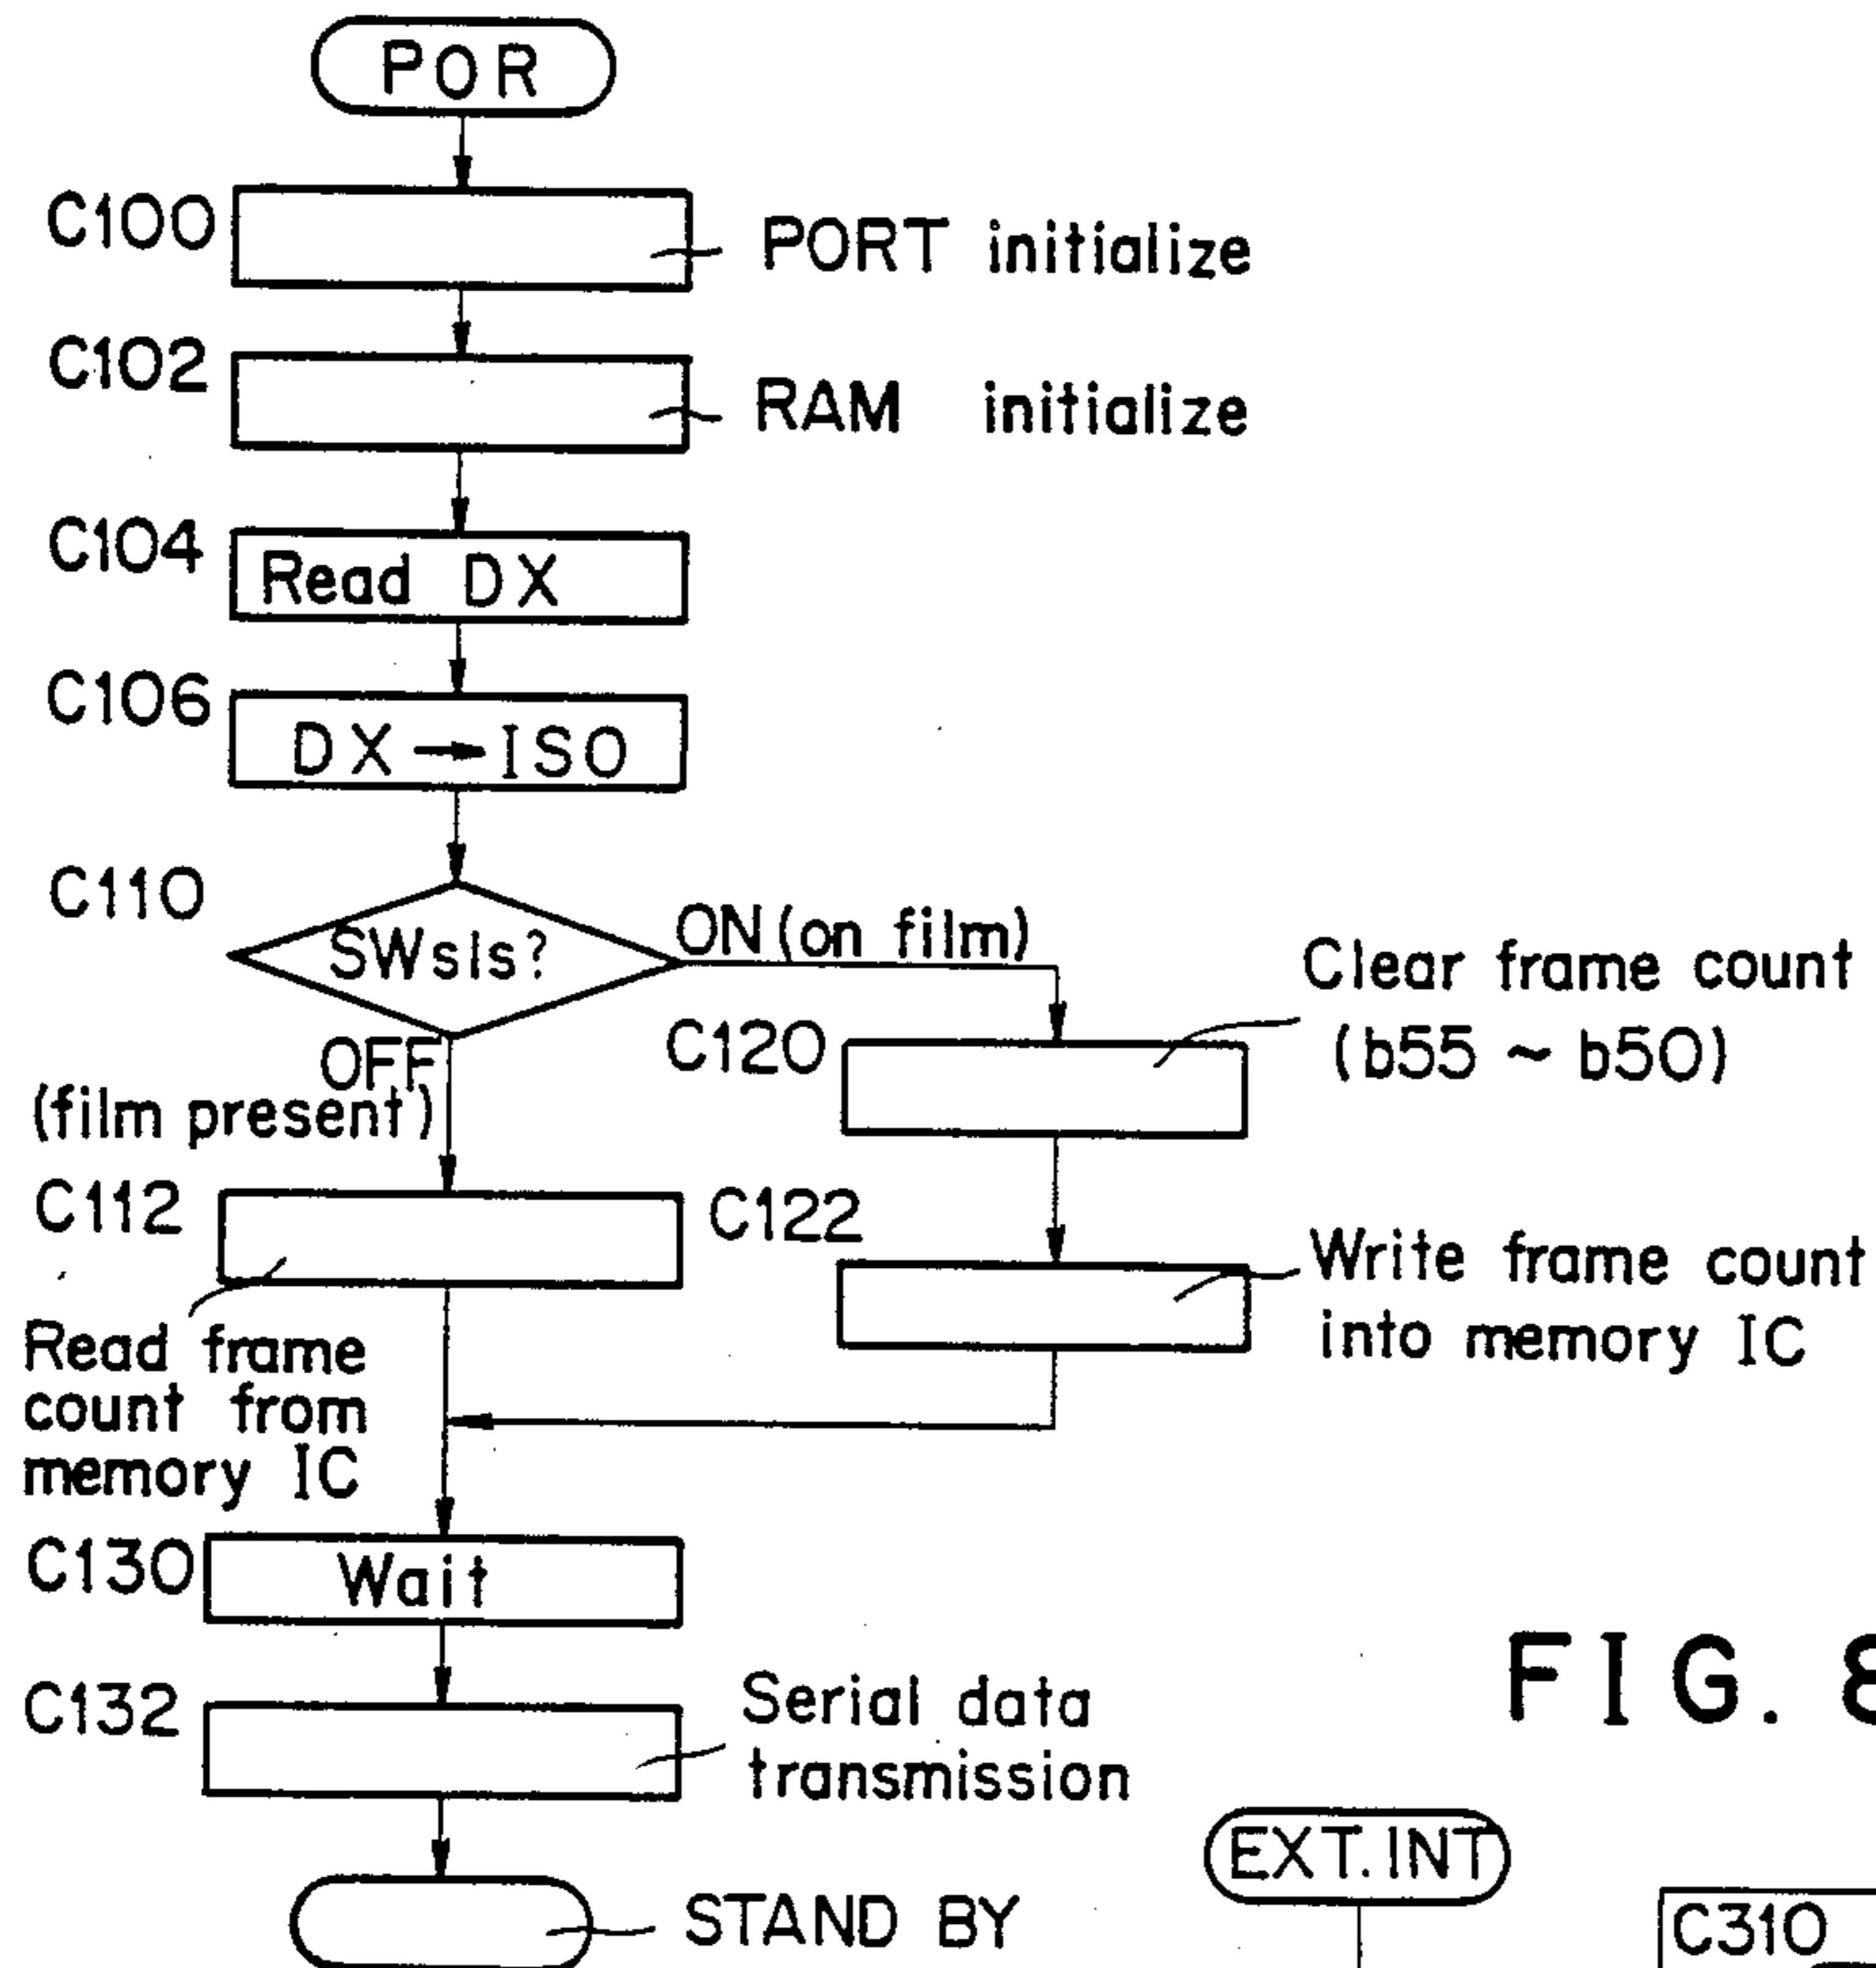 POR
C100
PORT initialize
C102
RAM initialize
C104
Read DX
C106
DX → ISO
C110
SWsls?
ON (on film)
OFF
(film present)
C120
Clear frame count
(b55 ~ b50)
C112
Read frame
count from
memory IC
C122
Write frame count
into memory IC
C130
Wait
C132
Serial data
transmission
STAND BY
FIG. 8
EXT.INT
C310